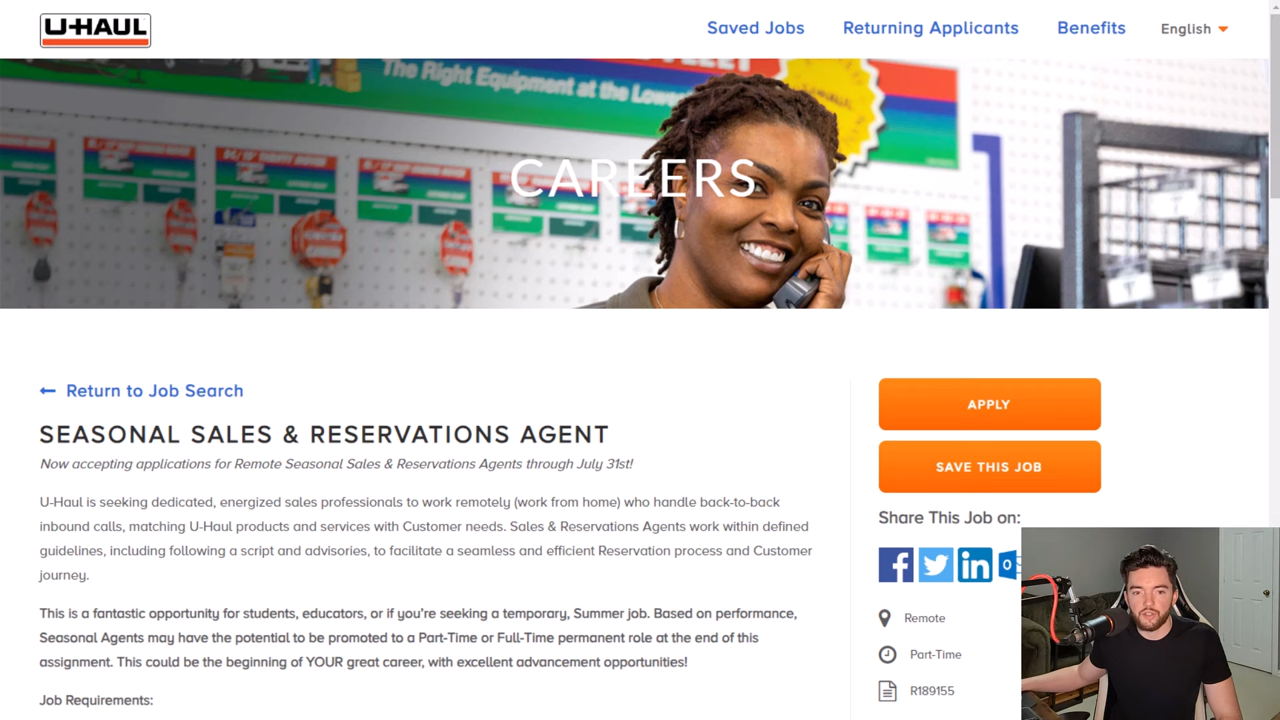 U-HAUL
Saved Jobs
Returning Applicants
Benefits
English
The Right Equipment at the Lowe
FLEET
U-HAUL
CAREERS
Return to Job Search
SEASONAL SALES & RESERVATIONS AGENT
Now accepting applications for Remote Seasonal Sales & Reservations Agents through July 31st!
U-Haul is seeking dedicated, energized sales professionals to work remotely (work from home) who handle back-to-back
inbound calls, matching U-Haul products and services with Customer needs. Sales & Reservations Agents work within defined
guidelines, including following a script and advisories, to facilitate a seamless and efficient Reservation process and Customer
journey.
This is a fantastic opportunity for students, educators, or if you’re seeking a temporary, Summer job. Based on performance,
Seasonal Agents may have the potential to be promoted to a Part-Time or Full-Time permanent role at the end of this
assignment. This could be the beginning of YOUR great career, with excellent advancement opportunities!
Job Requirements:
APPLY
SAVE THIS JOB
Share This Job on:
Remote
Part-Time
R189155